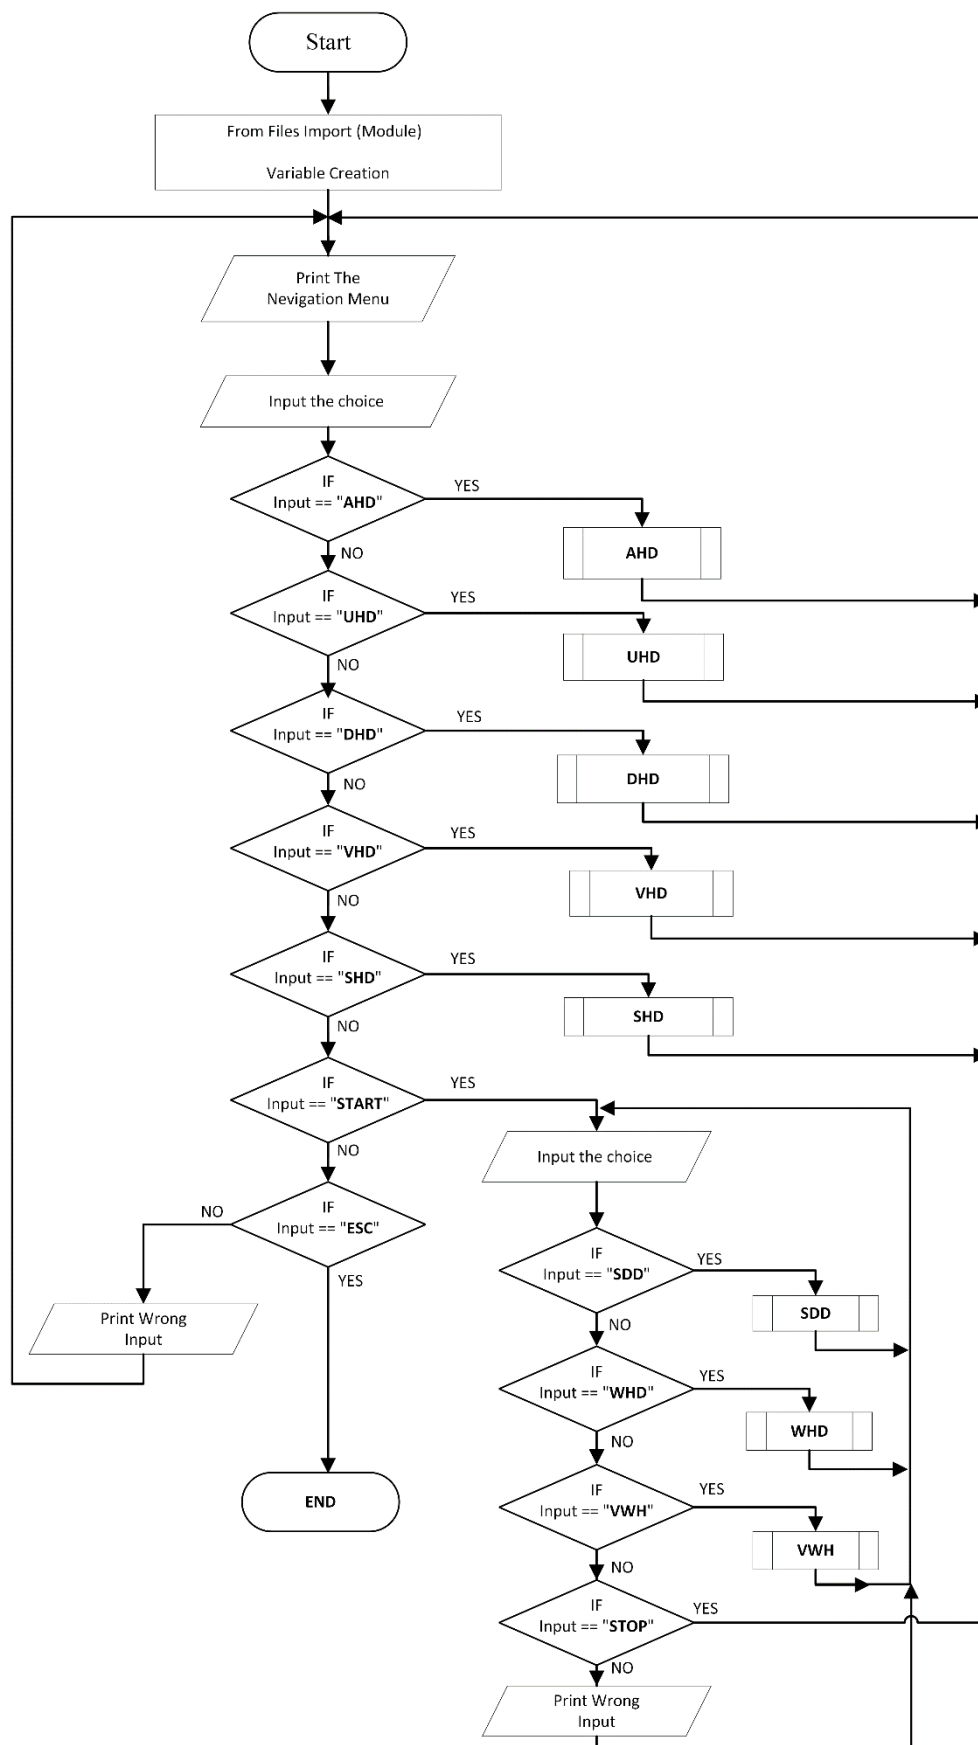 Start
From Files Import (Module)
Variable Creation
Print The
Nevigation Menu
Input the choice
IF
Input == "AHD"
YES
AHD
NO
IF
Input == "UHD"
YES
UHD
NO
IF
Input == "DHD"
YES
DHD
NO
IF
Input == "VHD"
YES
VHD
NO
IF
Input == "SHD"
YES
SHD
NO
IF
Input == "START"
YES
NO
IF
Input == "ESC"
NO
YES
Print Wrong
Input
END
Input the choice
IF
Input == "SDD"
YES
SDD
NO
IF
Input == "WHD"
YES
WHD
NO
IF
Input == "VWH"
YES
VWH
NO
IF
Input == "STOP"
YES
NO
Print Wrong
Input